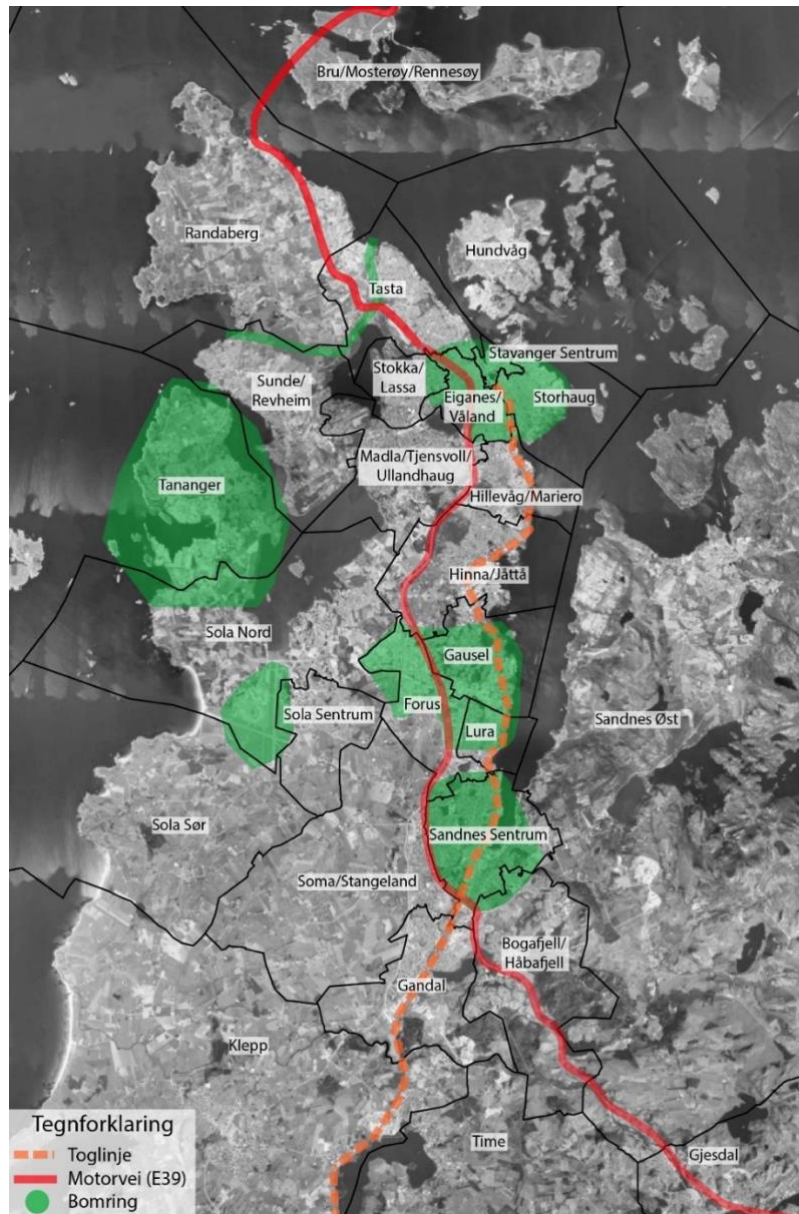 Bru/Mosterøy/Rennesøy
Randaberg
Hundvåg
Tasta
Stavanger Sentrum
Stokka/
Lassa
Sunde/
Revheim
Eiganes/
Våland
Storhaug
Madla/Tjensvoll/
Ullandhaug
Tananger
Hillevåg/Mariero
Hinna/Jåttå
Sola Nord
Gausel
Forus
Sola Sentrum
Sandnes Øst
Lura
Sola Sør
Sandnes Sentrum
Soma/Stangeland
Bogafjell/
Håbafjell
Gandal
Klepp
Time
Gjesdal
Tegnforklaring
Toglinje
Motorvei (E39)
Bomring